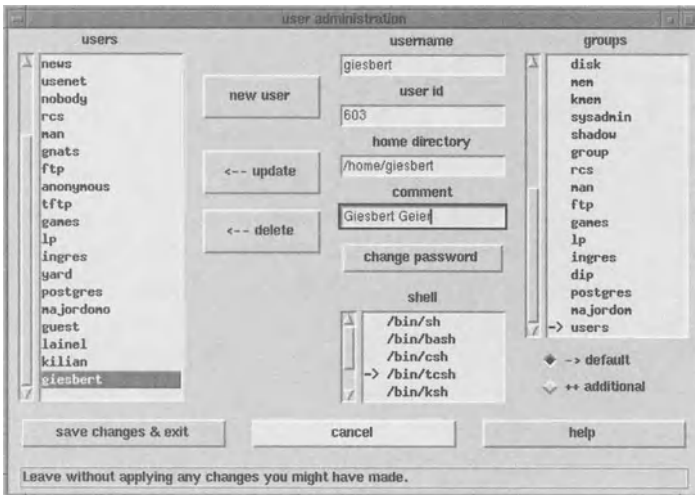 user administration
users
news
usenet
nobody
rcs
man
gnats
ftp
anonymous
tftp
games
lp
ingres
yard
postgres
majordomo
guest
lainel
kilian
giesbert
new user
<-- update
<-- delete
username
giesbert
user id
603
home directory
/home/giesbert
comment
Giesbert Geier
change password
shell
/bin/sh
/bin/bash
/bin/csh
-> /bin/tcsh
/bin/ksh
groups
disk
mem
kmem
sysadmin
shadow
group
rcs
man
ftp
games
lp
ingres
dip
postgres
majordom
-> users
-> default
++ additional
save changes & exit
cancel
help
Leave without applying any changes you might have made.